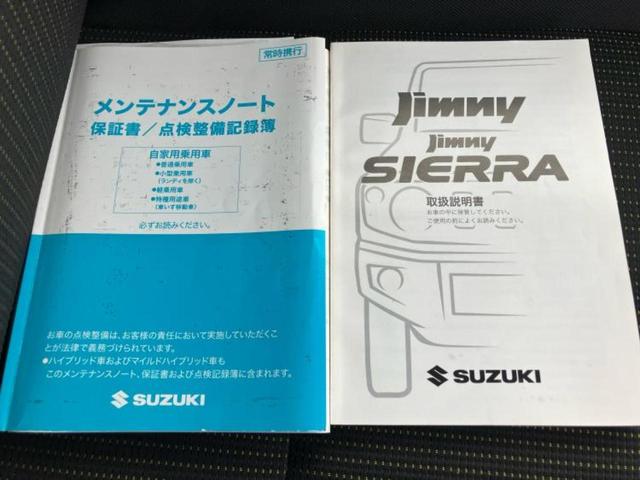 常時携行
メンテナンスノート
保証書/点検整備記録簿
自家用乗用車
●普通乗用車
●小型乗用車
(ランディを除く)
●軽乗用車
●特種用途車
(車いす移動車)
必ずお読みください。
お車の点検整備は、お客様の責任において実施していただくこ
とが法律で義務づけられています。
●ハイブリッド車およびマイルドハイブリッド車も
このメンテナンスノート、保証書および点検記録簿に含まれます。
SUZUKI
Jimny
Jimny
SIERRA
取扱説明書
お車の中に保管してください。
ご使用の前によくお読みください。
SUZUKI